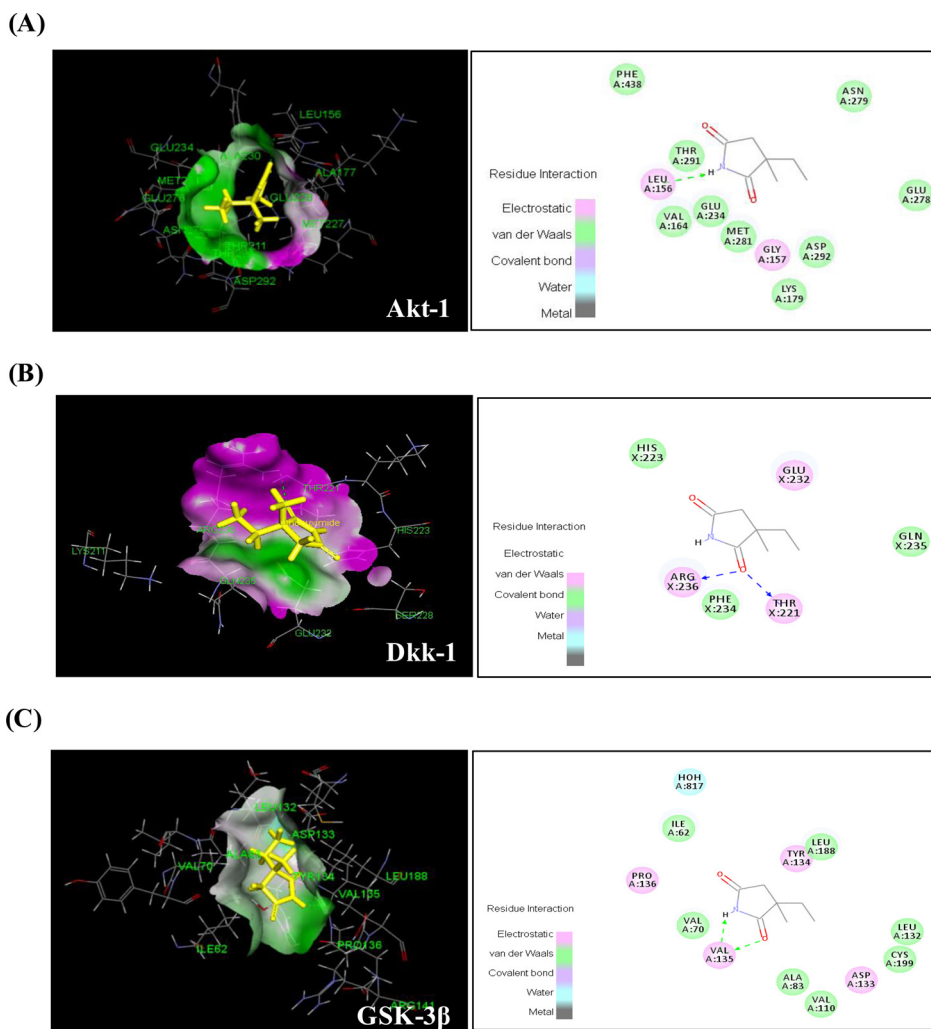 (A)
LEU156
GLU234
ALA230
ALA177
MET227
THR211
ASP292
Akt-1
PHE
A:438
ASN
A:279
THR
A:291
LEU
A:156
GLU
A:234
VAL
A:164
MET
A:281
GLY
A:157
ASP
A:292
GLU
A:278
LYS
A:179
O
N
H
O
Residue Interaction
Electrostatic
van der Waals
Covalent bond
Water
Metal
(B)
THR221
LYS211
HIS223
SER228
GLU232
Dkk-1
HIS
X:223
GLU
X:232
GLN
X:235
ARG
X:236
PHE
X:234
THR
X:221
O
N
H
O
Residue Interaction
Electrostatic
van der Waals
Covalent bond
Water
Metal
(C)
LEU132
ASP133
VAL70
TYR134
LEU188
VAL135
ILE62
PRO136
ARG141
GSK-3β
HOH
A:817
ILE
A:62
TYR
A:134
LEU
A:188
PRO
A:136
VAL
A:70
VAL
A:135
LEU
A:132
CYS
A:199
ASP
A:133
ALA
A:83
VAL
A:110
O
N
H
O
Residue Interaction
Electrostatic
van der Waals
Covalent bond
Water
Metal